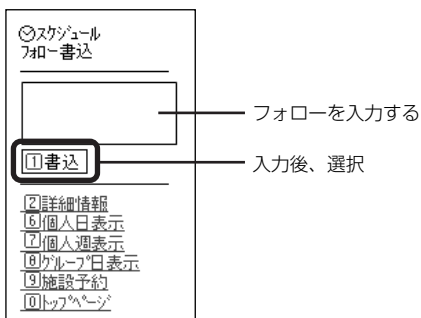 スケジュール
フォロー書込
フォローを入力する
1書込
入力後、選択
2詳細情報
6個人日表示
7個人週表示
8グループ日表示
9施設予約
0トップページ